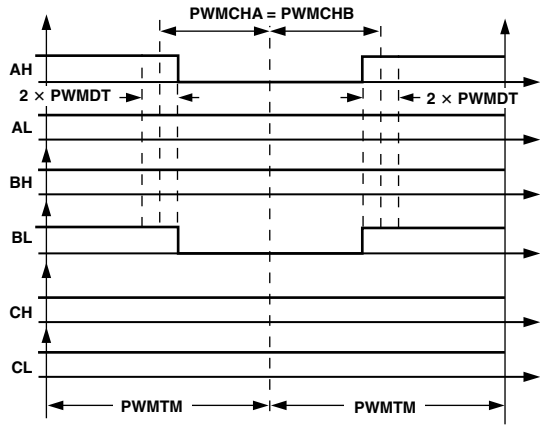 PWMCHA = PWMCHB
AH
2 × PWMDT
2 × PWMDT
AL
BH
BL
CH
CL
PWMTM
PWMTM